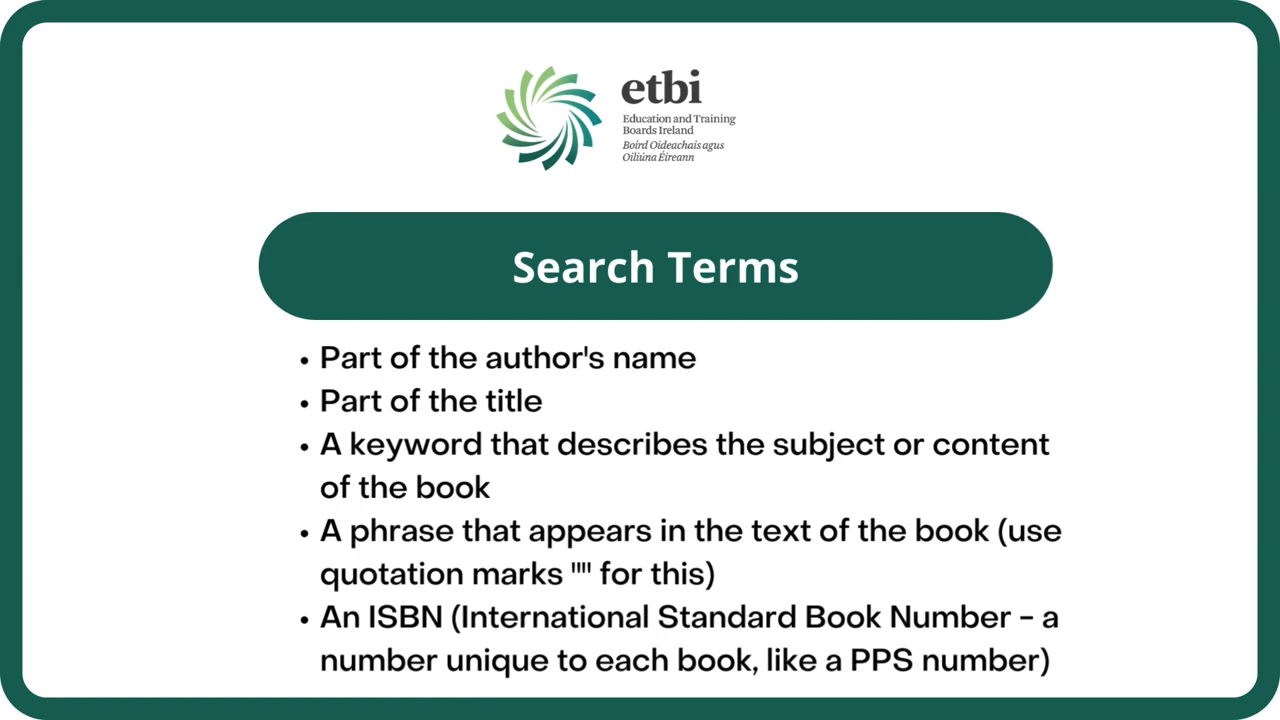 etbi
Education and Training
Boards Ireland
Boird Oideachais agus
Oiliúna Éireann
Search Terms
• Part of the author's name
• Part of the title
• A keyword that describes the subject or content
of the book
• A phrase that appears in the text of the book (use
quotation marks "" for this)
• An ISBN (International Standard Book Number - a
number unique to each book, like a PPS number)